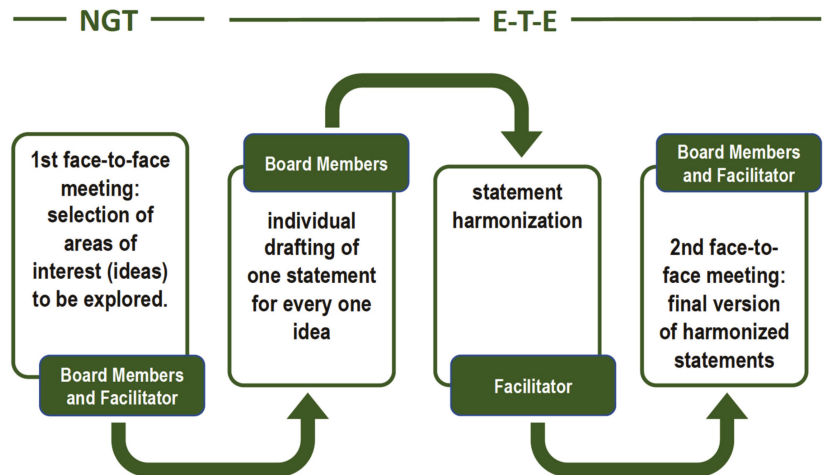 NGT
E-T-E
1st face-to-face
meeting:
selection of
areas of
interest (ideas)
to be explored.
Board Members
and Facilitator
Board Members
individual
drafting of
one statement
for every one
idea
statement
harmonization
Facilitator
Board Members
and Facilitator
2nd face-to-
face meeting:
final version
of harmonized
statements